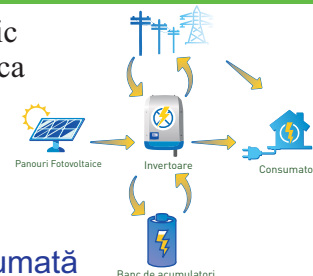 ic
ca
Panouri Fotovoltaice
Invertoare
Consumato
umată
Banc de acumulatori